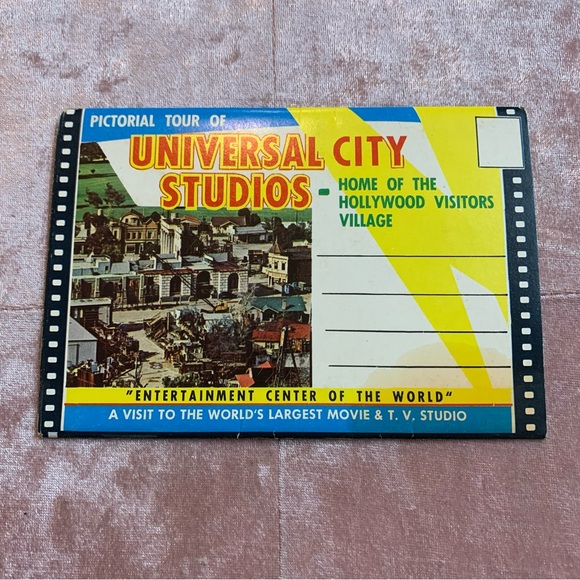 PICTORIAL TOUR OF
UNIVERSAL CITY
STUDIOS -
HOME OF THE
HOLLYWOOD VISITORS
VILLAGE
"ENTERTAINMENT CENTER OF THE WORLD"
A VISIT TO THE WORLD'S LARGEST MOVIE & T. V. STUDIO